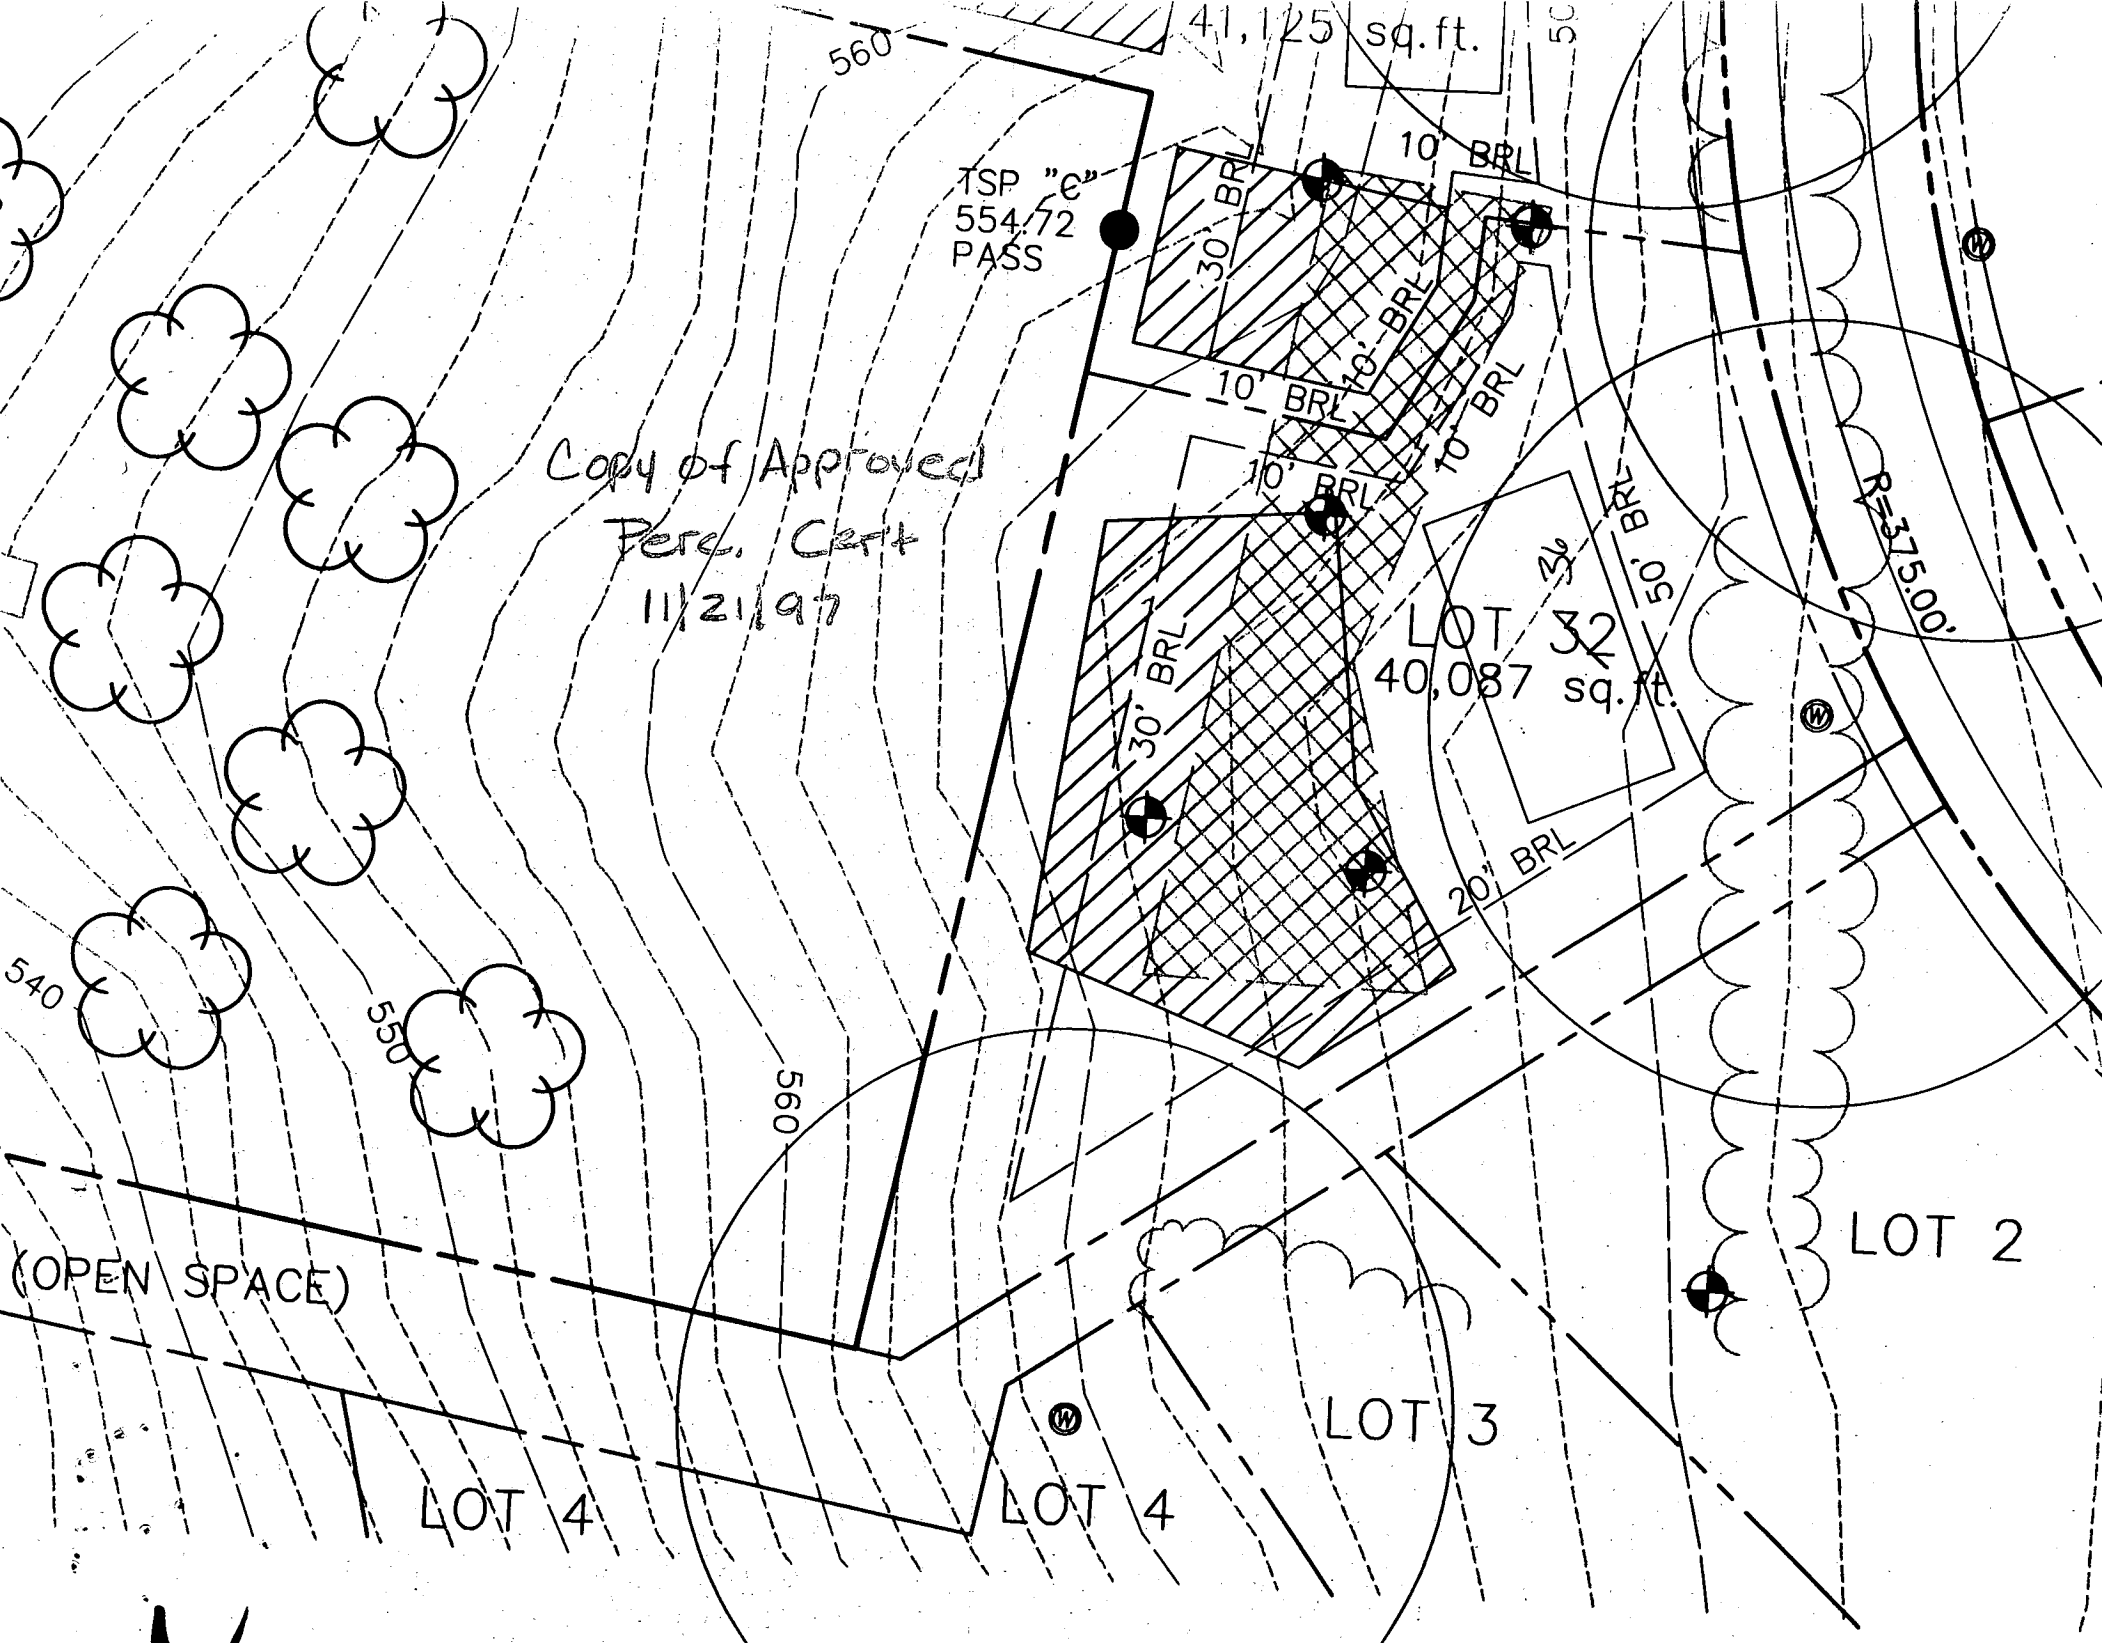 41,125 sq.ft.
50
560
10' BRL
TSP "C"
554.72
PASS
30' BRL
10' BRL
10' BRL
10' BRL
10' BRL
Copy of Approved
Perc. Cert
11/21/97
36
LOT 32
40,087 sq.ft.
50' BRL
R=375.00'
30' BRL
20' BRL
W
W
540
550
560
LOT 2
(OPEN SPACE)
LOT 3
W
LOT 4
LOT 4